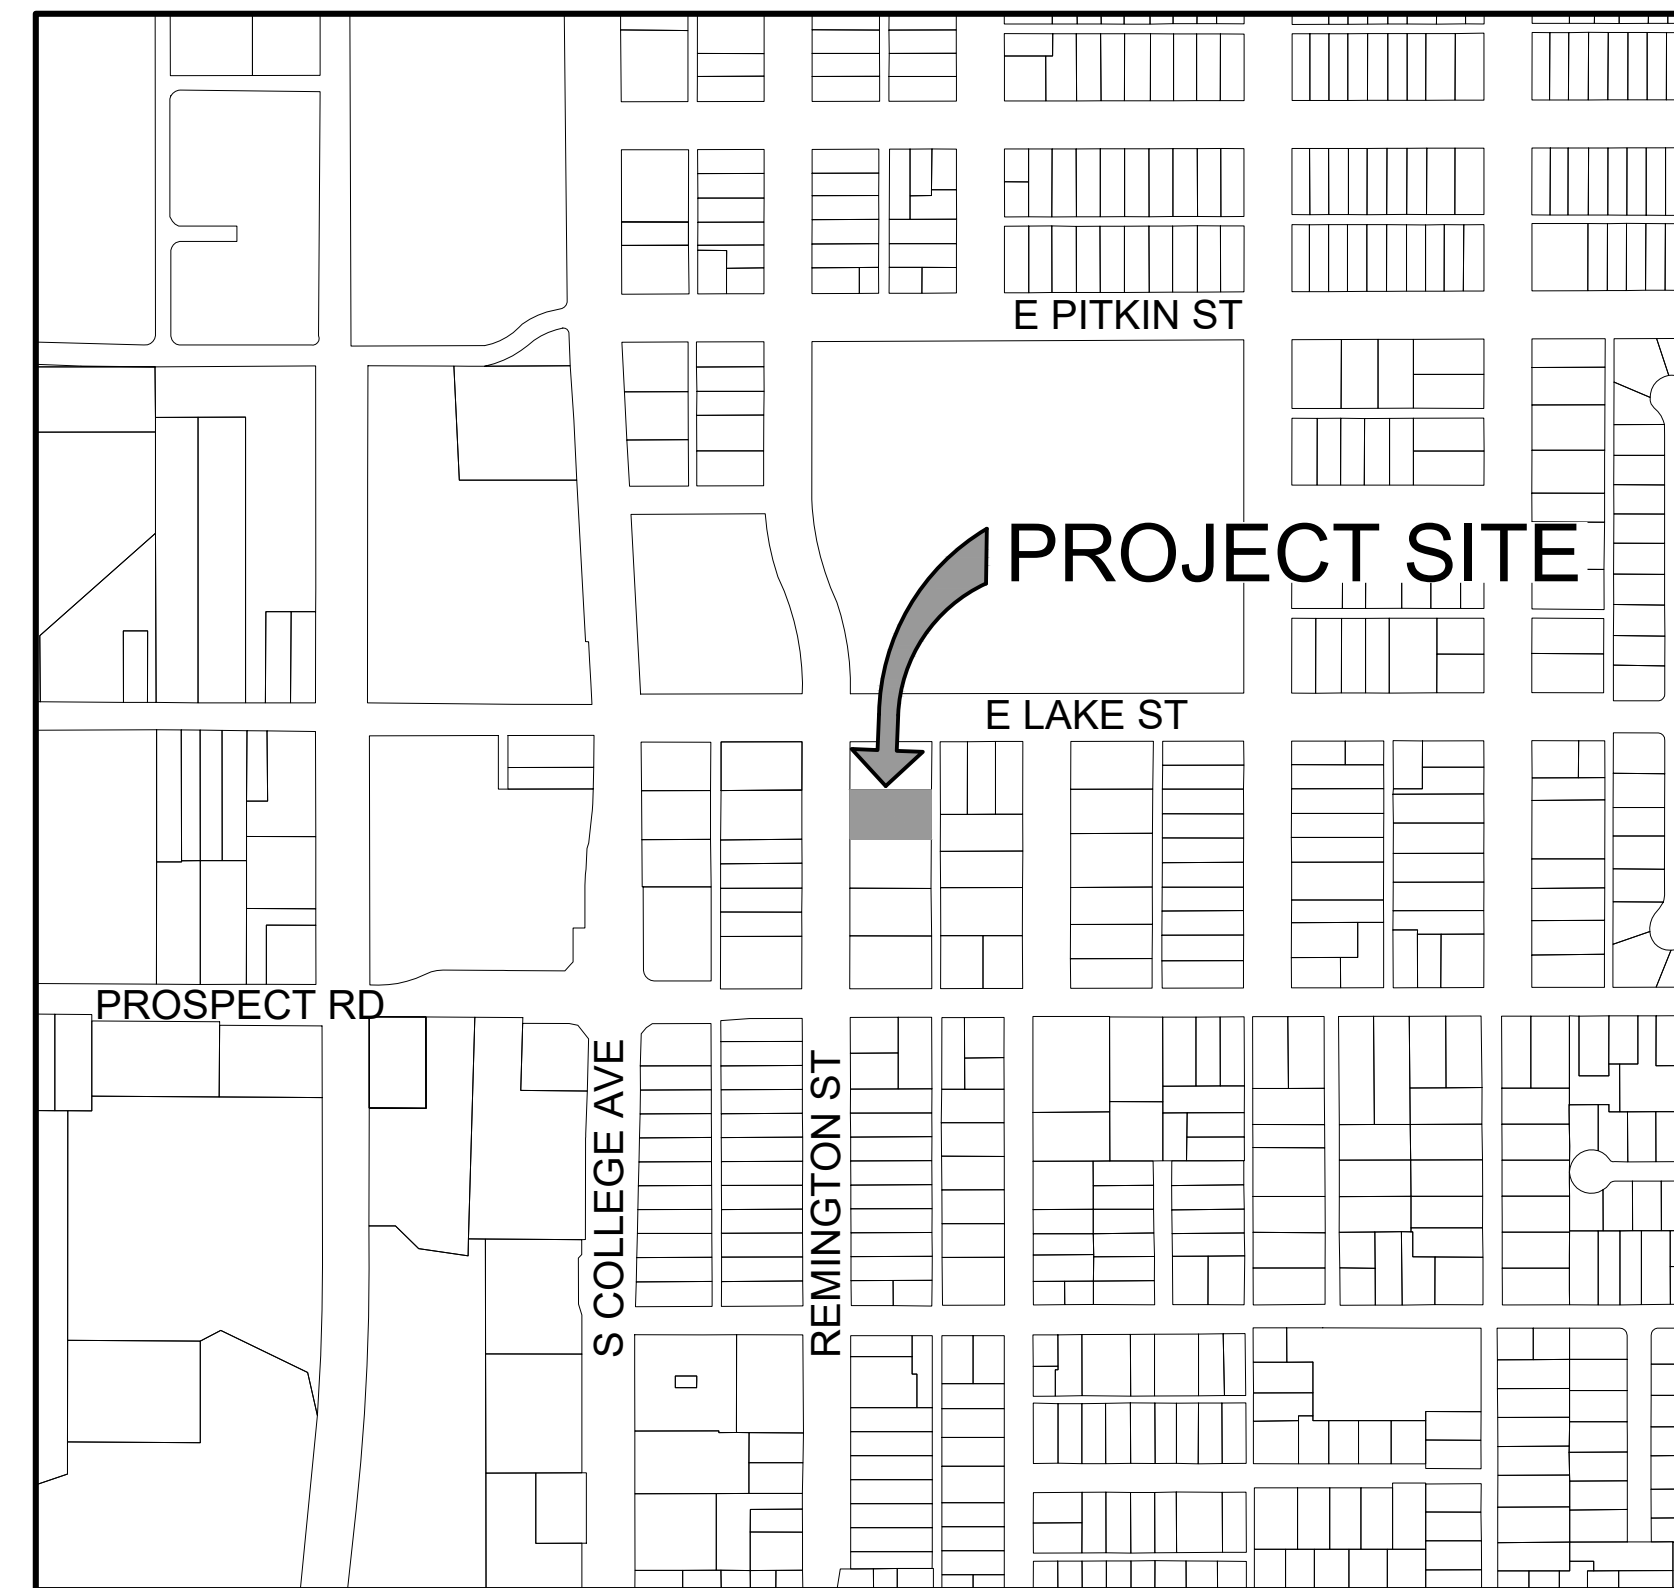 E PITKIN ST
PROJECT SITE
E LAKE ST
PROSPECT RD
S COLLEGE AVE
REMINGTON ST